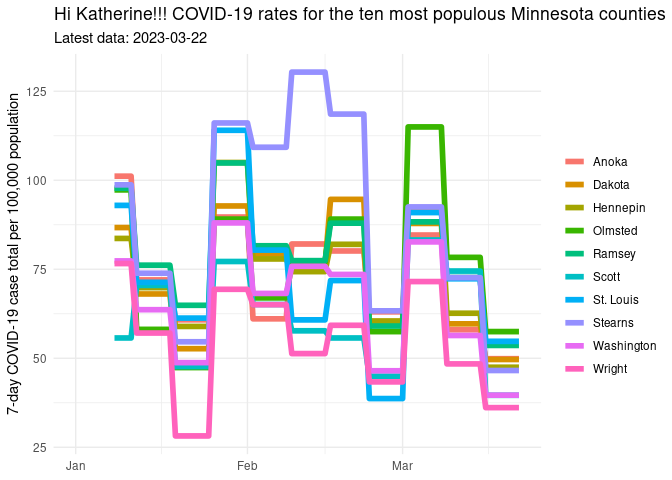 Hi Katherine!!! COVID-19 rates for the ten most populous Minnesota counties
Latest data: 2023-03-22
7-day COVID-19 case total per 100,000 population
125
100
75
50
25
Jan
Feb
Mar
Anoka
Dakota
Hennepin
Olmsted
Ramsey
Scott
St. Louis
Stearns
Washington
Wright